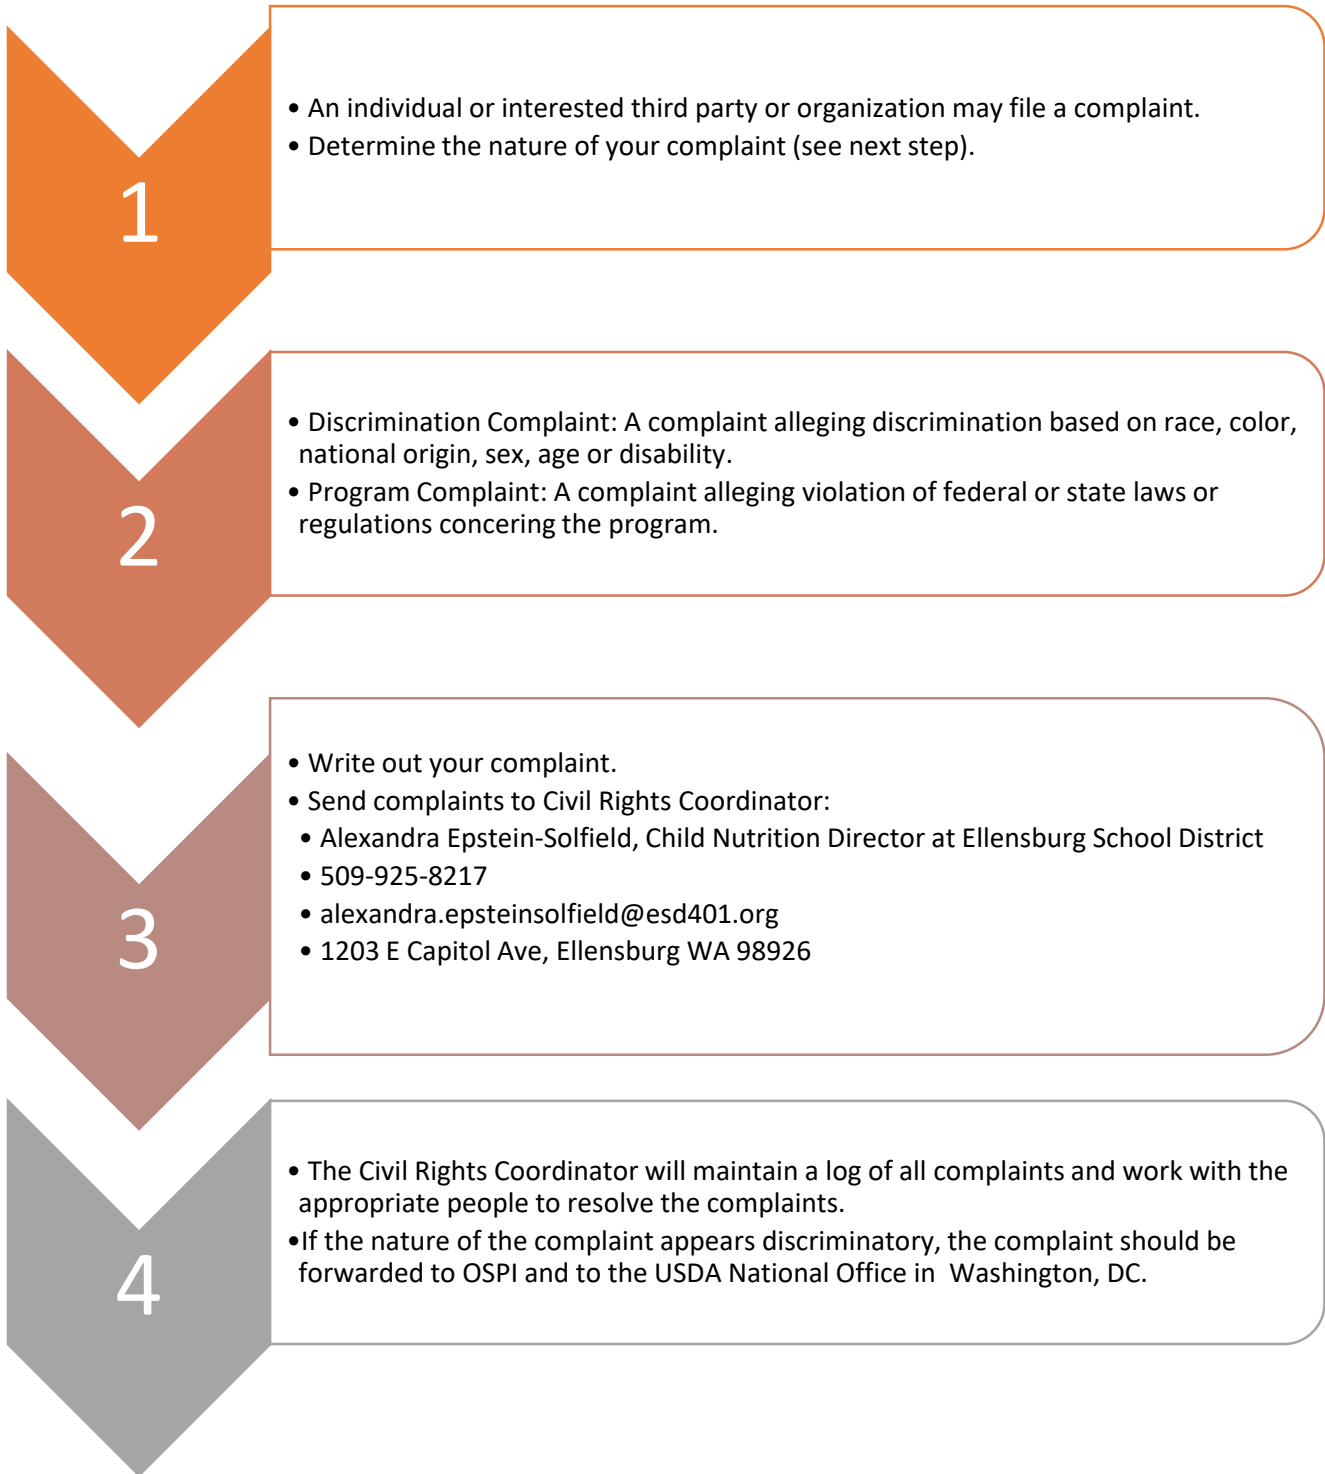 1
• An individual or interested third party or organization may file a complaint.
• Determine the nature of your complaint (see next step).
2
• Discrimination Complaint: A complaint alleging discrimination based on race, color,
national origin, sex, age or disability.
• Program Complaint: A complaint alleging violation of federal or state laws or
regulations concering the program.
3
• Write out your complaint.
• Send complaints to Civil Rights Coordinator:
• Alexandra Epstein-Solfield, Child Nutrition Director at Ellensburg School District
• 509-925-8217
• alexandra.epsteinsolfield@esd401.org
• 1203 E Capitol Ave, Ellensburg WA 98926
4
• The Civil Rights Coordinator will maintain a log of all complaints and work with the
appropriate people to resolve the complaints.
•If the nature of the complaint appears discriminatory, the complaint should be
forwarded to OSPI and to the USDA National Office in  Washington, DC.